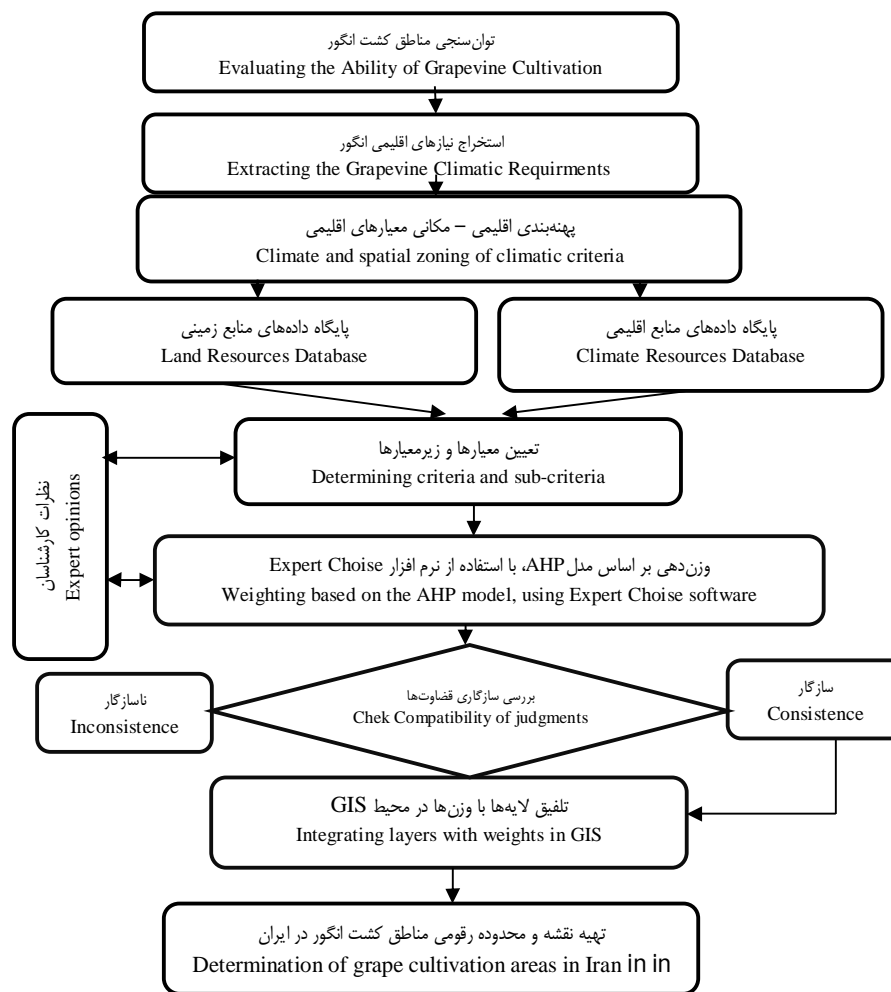 توان‌سنجی مناطق کشت انگور
Evaluating the Ability of Grapevine Cultivation
استخراج نیازهای اقلیمی انگور
Extracting the Grapevine Climatic Requirments
پهنه‌بندی اقلیمی – مکانی معیارهای اقلیمی
Climate and spatial zoning of climatic criteria
پایگاه داده‌های منابع زمینی
Land Resources Database
پایگاه داده‌های منابع اقلیمی
Climate Resources Database
نظرات کارشناسان
Expert opinions
تعیین معیارها و زیرمعیارها
Determining criteria and sub-criteria
وزن‌دهی بر اساس مدل AHP، با استفاده از نرم افزار Expert Choise
Weighting based on the AHP model, using Expert Choise software
ناسازگار
Inconsistence
بررسی سازگاری قضاوت‌ها
Chek Compatibility of judgments
سازگار
Consistence
تلفیق لایه‌ها با وزن‌ها در محیط GIS
Integrating layers with weights in GIS
تهیه نقشه و محدوده رقومی مناطق کشت انگور در ایران
Determination of grape cultivation areas in Iran in in